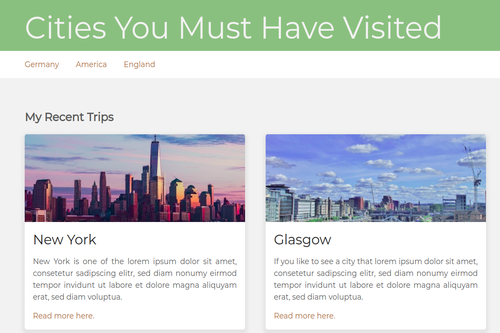 Cities You Must Have Visited
Germany America England
My Recent Trips
New York
New York is one of the lorem ipsum dolor sit amet,
consetetur sadipscing elitr, sed diam nonumy eirmod
tempor invidunt ut labore et dolore magna aliquyam
erat, sed diam voluptua.
Read more here.
Glasgow
If you like to see a city that lorem ipsum dolor sit amet,
consetetur sadipscing elitr, sed diam nonumy eirmod
tempor invidunt ut labore et dolore magna aliquyam
erat, sed diam voluptua.
Read more here.